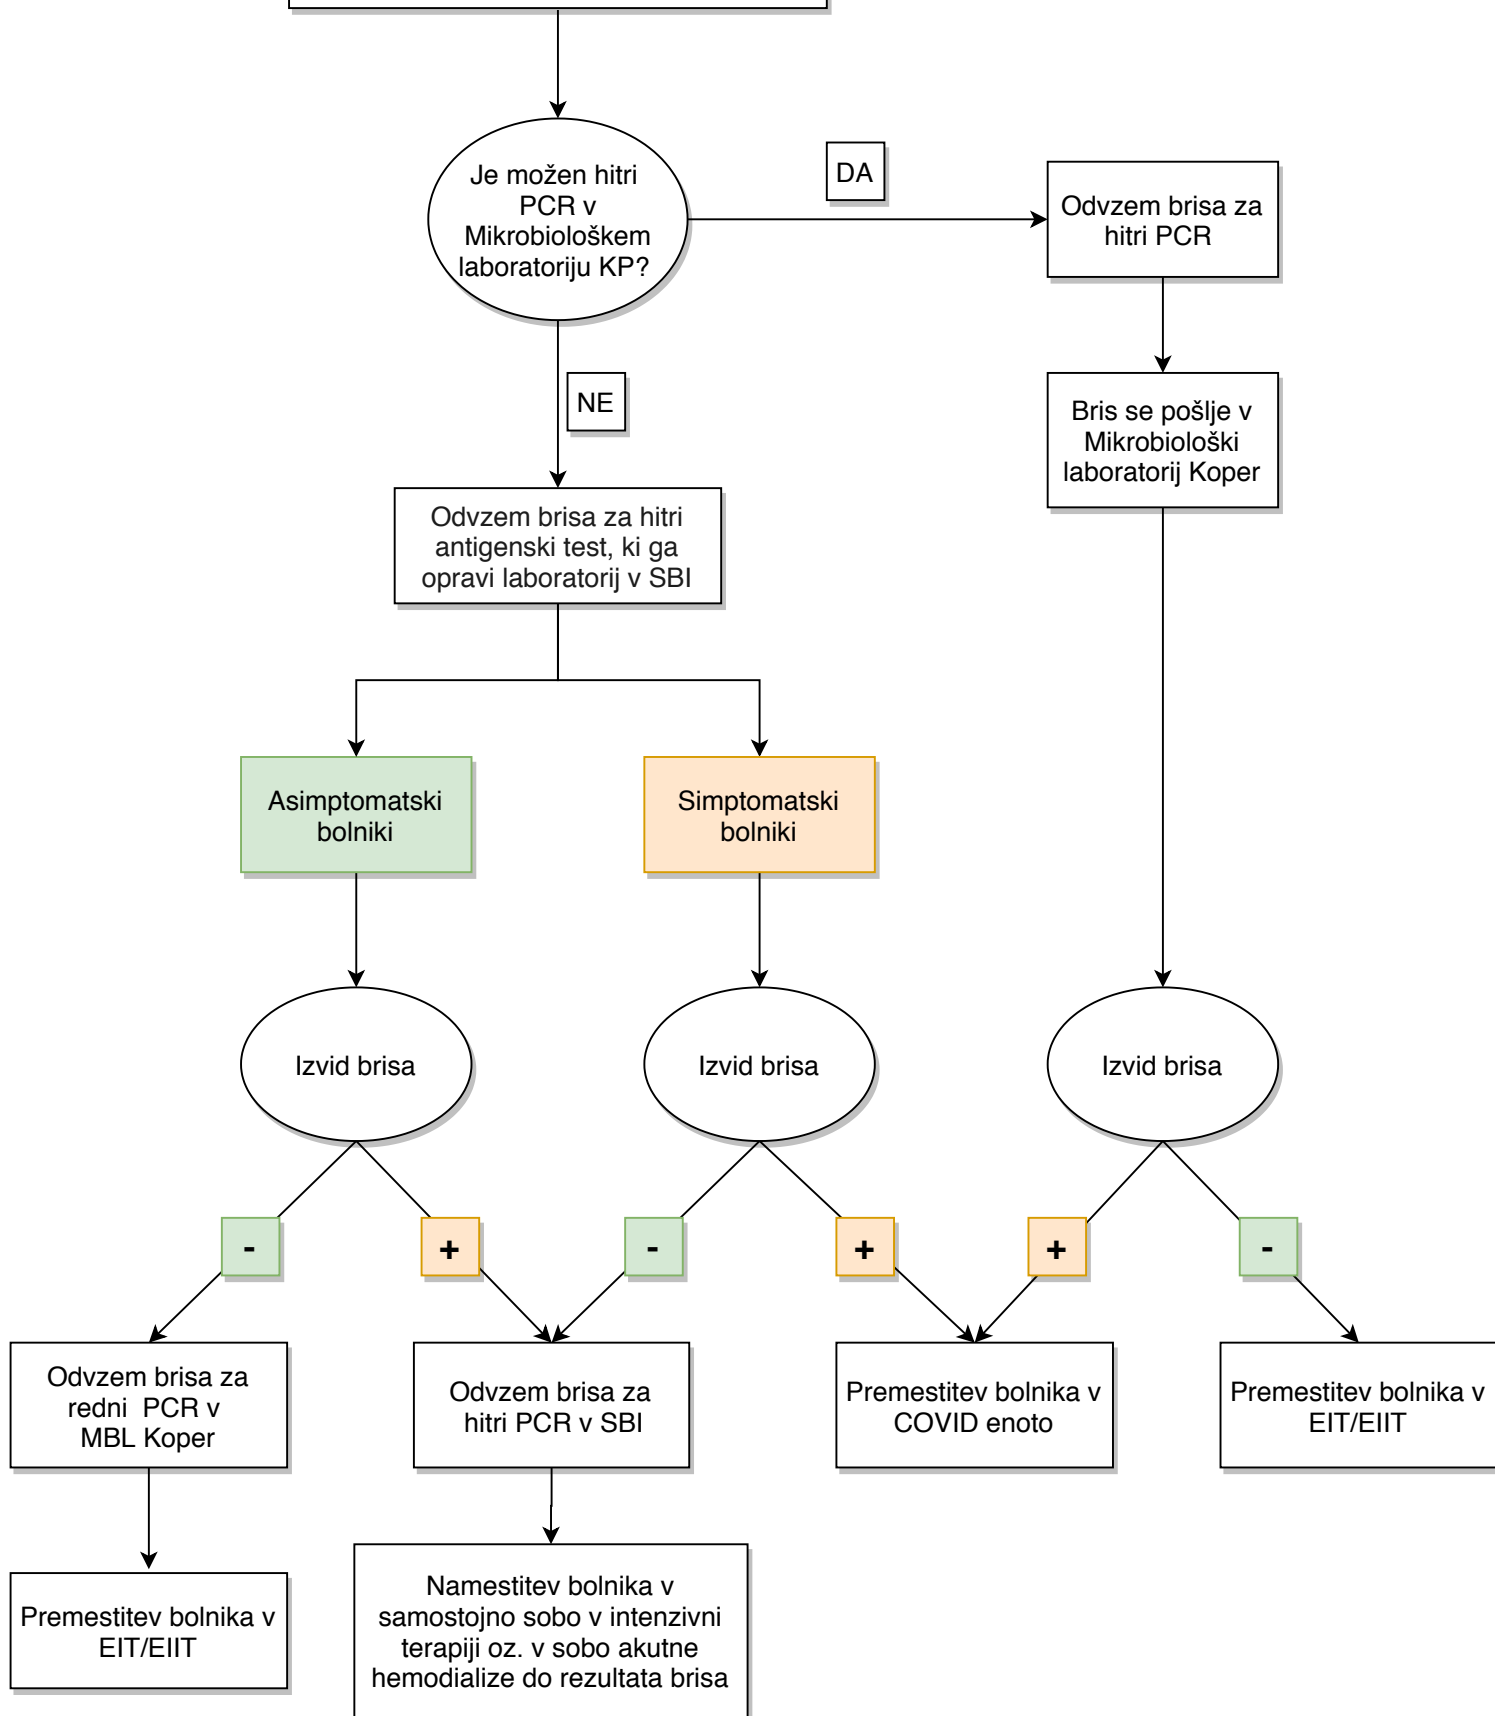 Je možen hitri
PCR v
Mikrobiološkem
laboratoriju KP?
DA
Odvzem brisa za
hitri PCR
NE
Bris se pošlje v
Mikrobiološki
laboratorij Koper
Odvzem brisa za hitri
antigenski test, ki ga
opravi laboratorij v SBI
Asimptomatski
bolniki
Simptomatski
bolniki
Izvid brisa
Izvid brisa
Izvid brisa
-
+
-
+
+
-
Odvzem brisa za
redni PCR v
MBL Koper
Odvzem brisa za
hitri PCR v SBI
Premestitev bolnika v
COVID enoto
Premestitev bolnika v
EIT/EIIT
Premestitev bolnika v
EIT/EIIT
Namestitev bolnika v
samostojno sobo v intenzivni
terapiji oz. v sobo akutne
hemodialize do rezultata brisa